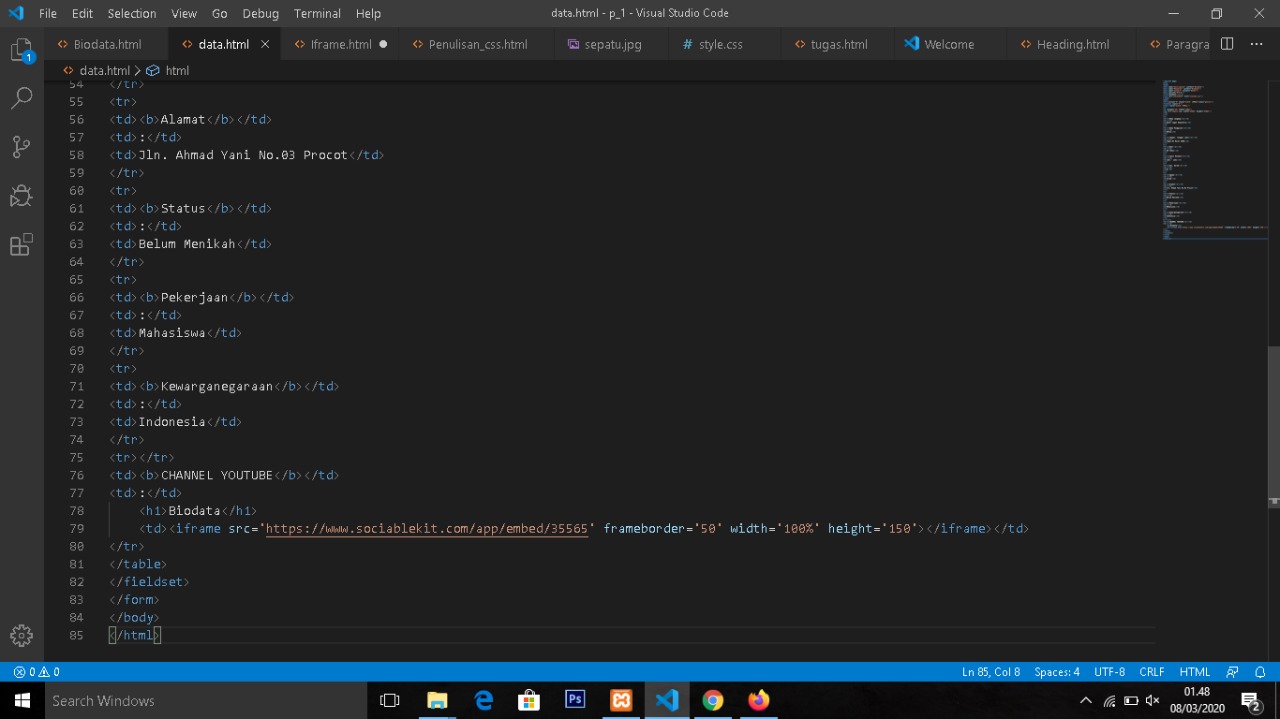 File Edit Selection View Go Debug Terminal Help data.html - p_1 - Visual Studio Code
Biodata.html data.html Iframe.html Penulisan_css.html sepatu.jpg style.css tugas.html Welcome Heading.html Paragra
data.html > html
54 </tr>
55 <tr>
56 <td><b>Alamat</b></td>
57 <td>:</td>
58 <td>Jln. Ahmad Yani No.03 Procot</td>
59 </tr>
60 <tr>
61 <td><b>Status</b></td>
62 <td>:</td>
63 <td>Belum Menikah</td>
64 </tr>
65 <tr>
66 <td><b>Pekerjaan</b></td>
67 <td>:</td>
68 <td>Mahasiswa</td>
69 </tr>
70 <tr>
71 <td><b>Kewarganegaraan</b></td>
72 <td>:</td>
73 <td>Indonesia</td>
74 </tr>
75 <tr></tr>
76 <td><b>CHANNEL YOUTUBE</b></td>
77 <td>:</td>
78 <h1>Biodata</h1>
79 <td><iframe src='https://www.sociablekit.com/app/embed/35565' frameborder='50' width='100%' height='150'></iframe></td>
80 </tr>
81 </table>
82 </fieldset>
83 </form>
84 </body>
85 </html>
0 0 Ln 85, Col 8 Spaces: 4 UTF-8 CRLF HTML
Search Windows
Ps
01.48
08/03/2020
2
1